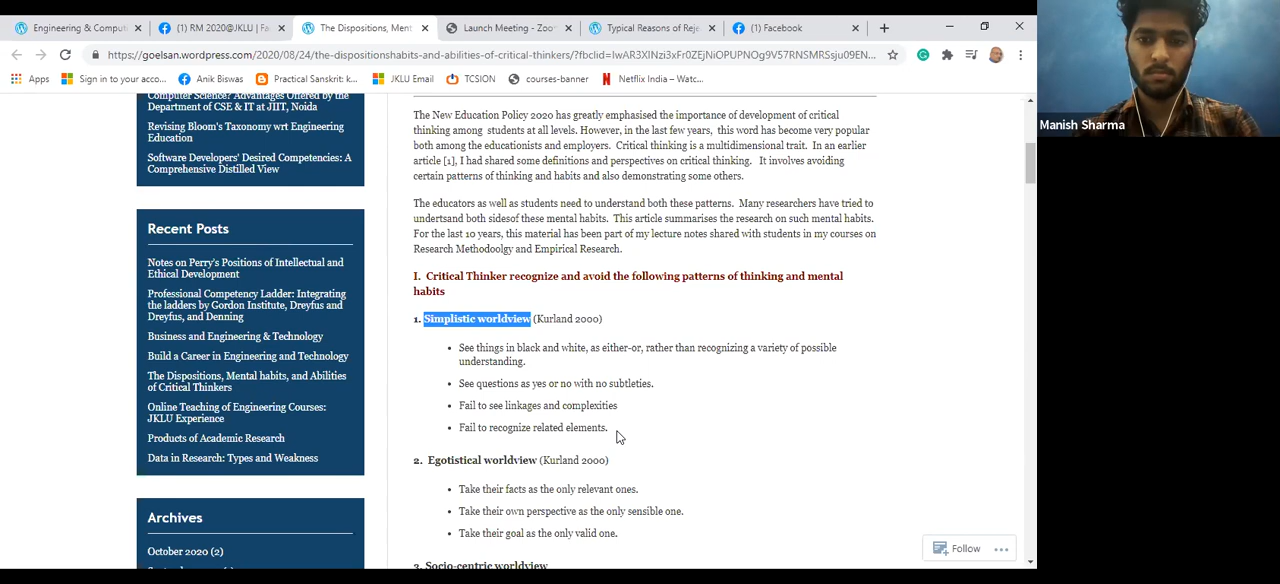 Engineering & Comput
(1) RM 2020@JKLU | Fac
The Dispositions, Ment
Launch Meeting - Zoo
Typical Reasons of Reje
(1) Facebook
https://goelsan.wordpress.com/2020/08/24/the-dispositionshabits-and-abilities-of-critical-thinkers/?fbclid=
Apps
Sign in to your acco...
Anik Biswas
Practical Sanskrit: k...
JKLU Email
TCSION
courses-banner
Netflix India – Watc...
Manish Sharma
Computer Science? Advantages Offered by the
Department of CSE & IT at JIIT, Noida
Revising Bloom's Taxonomy wrt Engineering
Education
Software Developers' Desired Competencies: A
Comprehensive Distilled View
Recent Posts
Notes on Perry's Positions of Intellectual and
Ethical Development
Professional Competency Ladder: Integrating
the ladders by Gordon Institute, Dreyfus and
Dreyfus, and Denning
Business and Engineering & Technology
Build a Career in Engineering and Technology
The Dispositions, Mental habits, and Abilities
of Critical Thinkers
Online Teaching of Engineering Courses:
JKLU Experience
Products of Academic Research
Data in Research: Types and Weakness
Archives
October 2020 (2)
The New Education Policy 2020 has greatly emphasised the importance of development of critical
thinking among students at all levels. However, in the last few years, this word has become very popular
both among the educationists and employers. Critical thinking is a multidimensional trait. In an earlier
article [1], I had shared some definitions and perspectives on critical thinking. It involves avoiding
certain patterns of thinking and habits and also demonstrating some others.
The educators as well as students need to understand both these patterns. Many researchers have tried to
undertsand both sidesof these mental habits. This article summarises the research on such mental habits.
For the last 10 years, this material has been part of my lecture notes shared with students in my courses on
Research Methodoolgy and Empirical Research.
I. Critical Thinker recognize and avoid the following patterns of thinking and mental
habits
1. Simplistic worldview (Kurland 2000)
• See things in black and white, as either-or, rather than recognizing a variety of possible
understanding.
• See questions as yes or no with no subtleties.
• Fail to see linkages and complexities
• Fail to recognize related elements.
2. Egotistical worldview (Kurland 2000)
• Take their facts as the only relevant ones.
• Take their own perspective as the only sensible one.
• Take their goal as the only valid one.
3. Socio-centric worldview
Follow